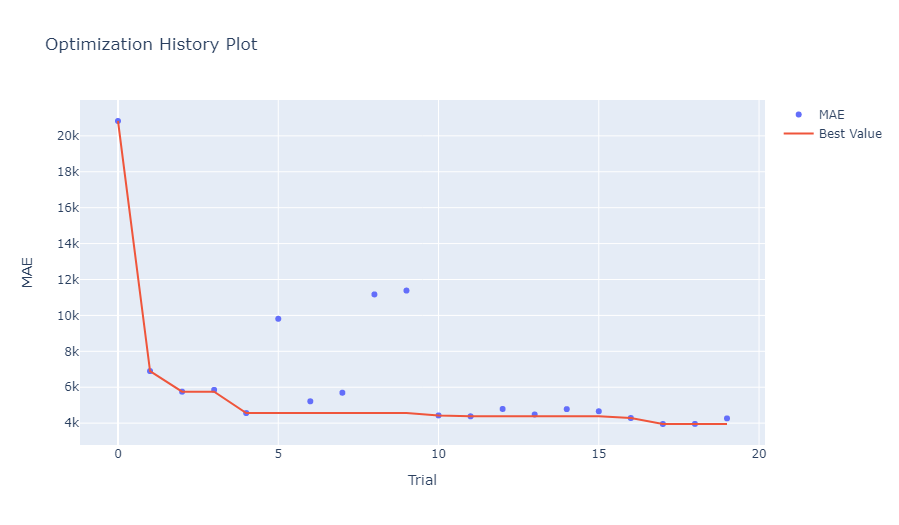 Optimization History Plot
MAE
Best Value
20k
18k
16k
14k
12k
10k
8k
6k
4k
MAE
0
5
10
15
20
Trial